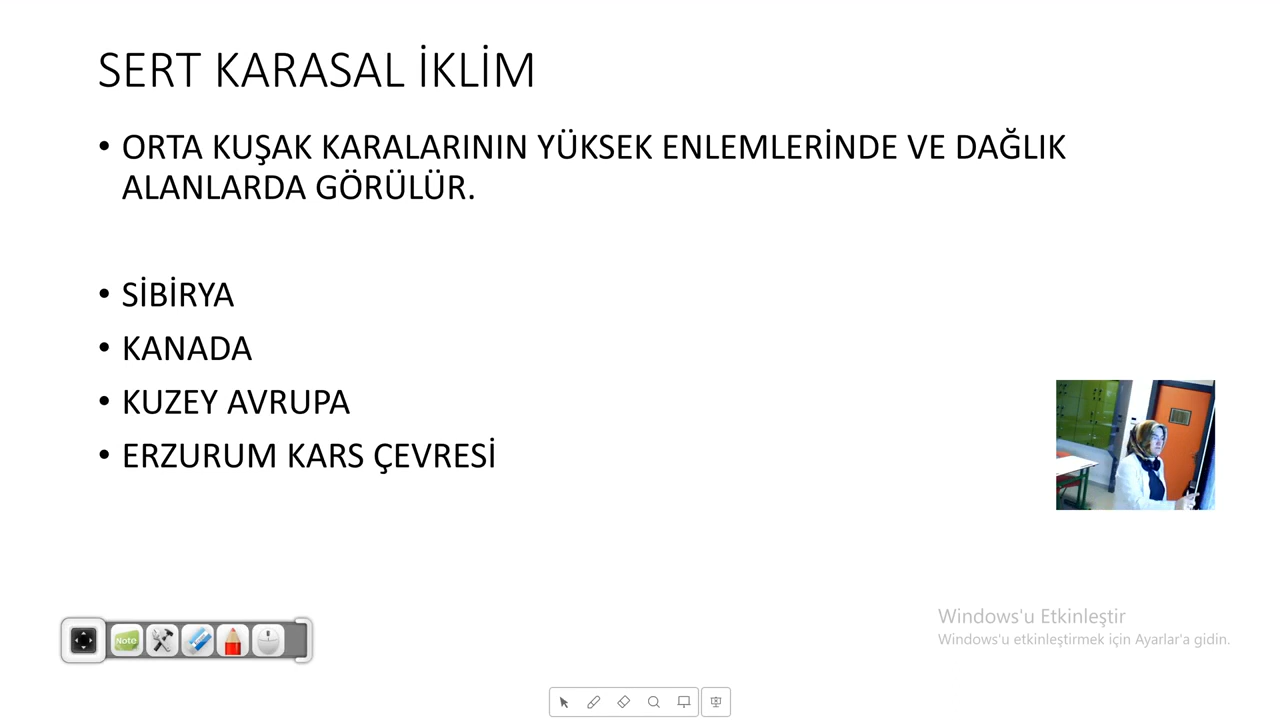 SERT KARASAL İKLİM
• ORTA KUŞAK KARALARININ YÜKSEK ENLEMLERİNDE VE DAĞLIK
ALANLARDA GÖRÜLÜR.
• SİBİRYA
• KANADA
• KUZEY AVRUPA
• ERZURUM KARS ÇEVRESİ
Note
Windows'u Etkinleştir
Windows'u etkinleştirmek için Ayarlar'a gidin.